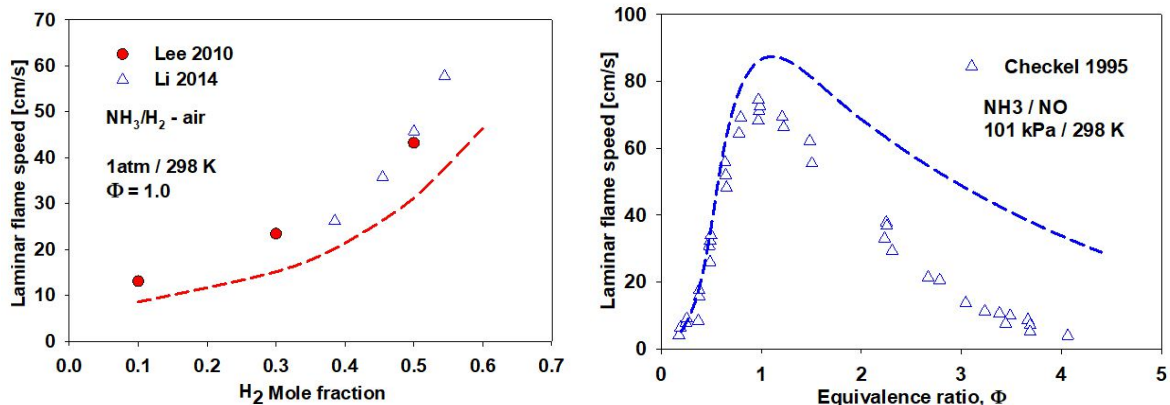 Laminar flame speed [cm/s]
70
60
50
40
30
20
10
0
Lee 2010
Li 2014
NH3/H2 - air
1atm / 298 K
Φ = 1.0
0.0 0.1 0.2 0.3 0.4 0.5 0.6 0.7
H2 Mole fraction
Laminar flame speed [cm/s]
100
80
60
40
20
0
Checkel 1995
NH3 / NO
101 kPa / 298 K
0 1 2 3 4 5
Equivalence ratio, Φ